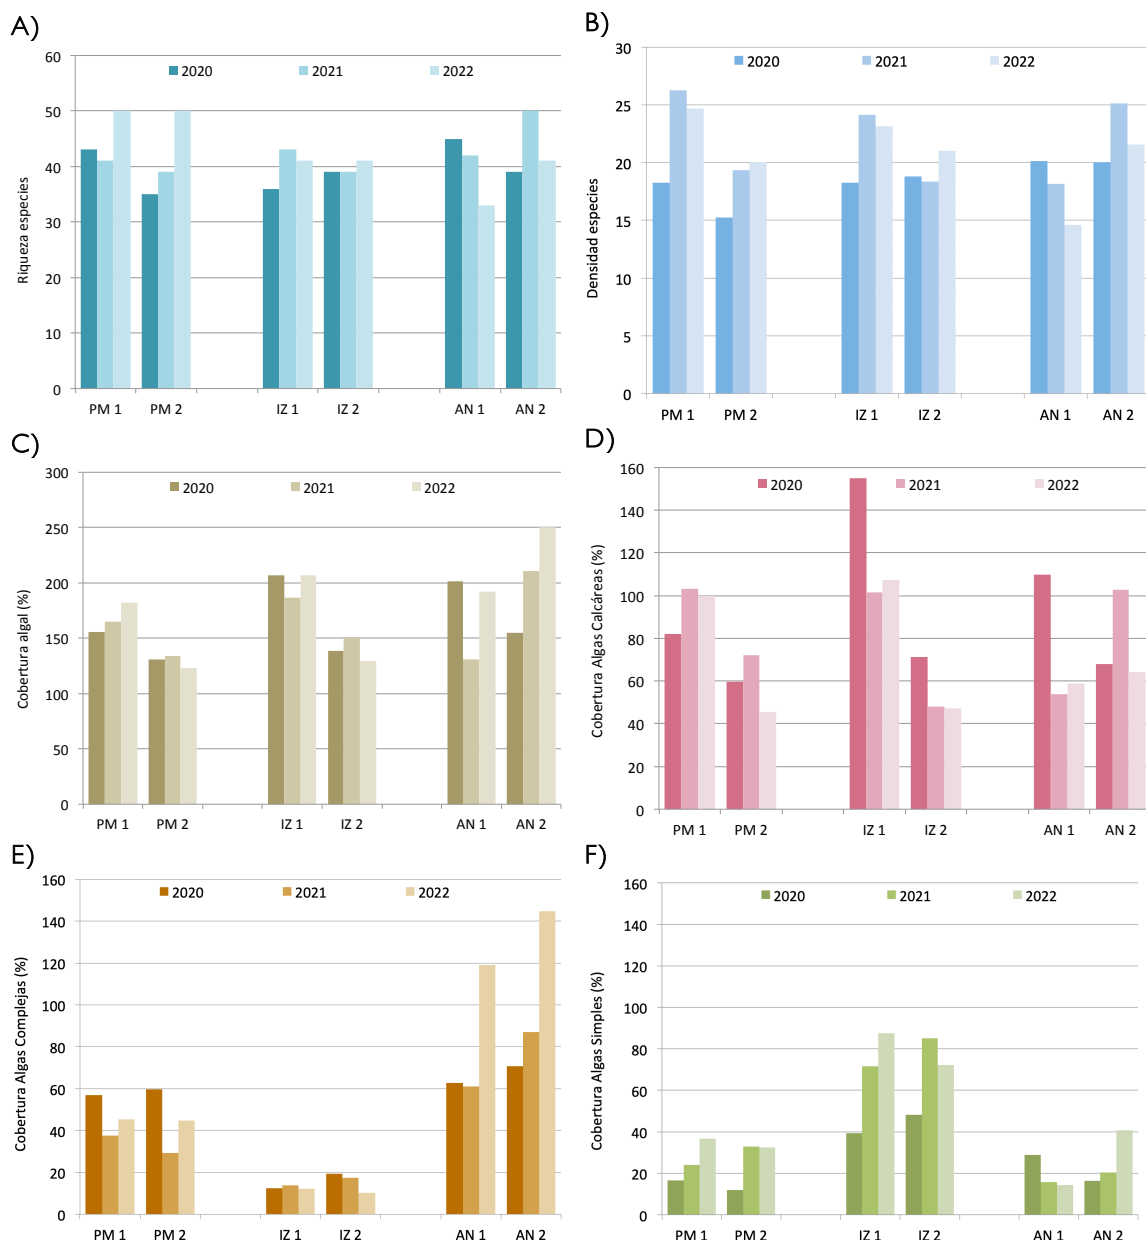 A)
Riqueza especies
2020 2021 2022
60
50
40
30
20
10
0
PM 1 PM 2 IZ 1 IZ 2 AN 1 AN 2
B)
Densidad especies
2020 2021 2022
30
25
20
15
10
5
0
PM 1 PM 2 IZ 1 IZ 2 AN 1 AN 2
C)
Cobertura algal (%)
2020 2021 2022
300
250
200
150
100
50
0
PM 1 PM 2 IZ 1 IZ 2 AN 1 AN 2
D)
Cobertura Algas Calcáreas (%)
2020 2021 2022
160
140
120
100
80
60
40
20
0
PM 1 PM 2 IZ 1 IZ 2 AN 1 AN 2
E)
Cobertura Algas Complejas (%)
2020 2021 2022
160
140
120
100
80
60
40
20
0
PM 1 PM 2 IZ 1 IZ 2 AN 1 AN 2
F)
Cobertura Algas Simples (%)
2020 2021 2022
160
140
120
100
80
60
40
20
0
PM 1 PM 2 IZ 1 IZ 2 AN 1 AN 2